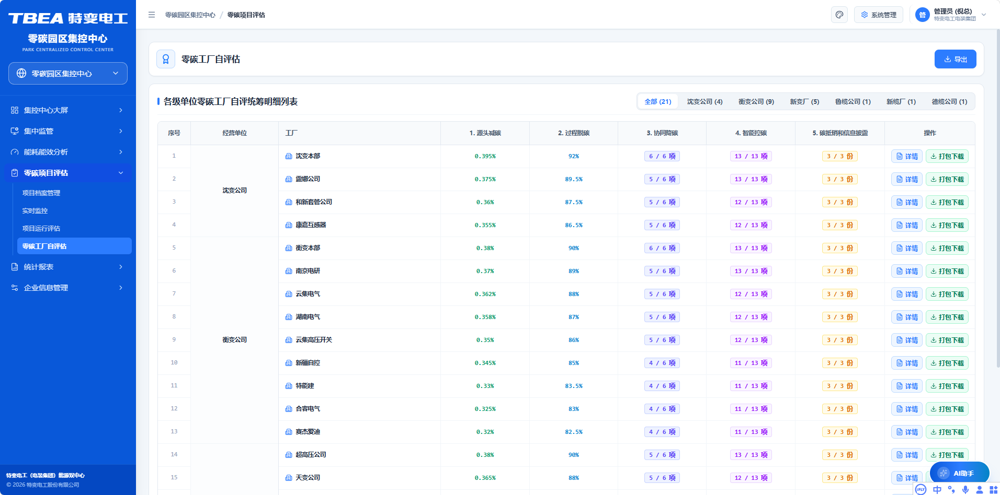 TBEA 特变电工
零碳园区集控中心
PARK CENTRALIZED CONTROL CENTER
零碳园区集控中心
集控中心大屏
集中监管
能耗能效分析
零碳项目评估
项目档案管理
实时监控
项目运行评估
零碳工厂自评估
统计报表
企业信息管理
特变电工（电装集团）能源双中心
© 2026 特变电工股份有限公司
零碳园区集控中心 / 零碳项目评估
系统管理
管 管理员 (倪总)
特变电工电装集团
零碳工厂自评估
导出
各级单位零碳工厂自评统筹明细列表
全部 (21) 沈变公司 (4) 衡变公司 (9) 新变厂 (5) 鲁缆公司 (1) 新缆厂 (1) 德缆公司 (1)
序号 经营单位 工厂 1. 源头减碳 2. 过程脱碳 3. 协同降碳 4. 智能控碳 5. 碳抵销和信息披露 操作
1 沈变本部 0.395% 92% 6 / 6 项 13 / 13 项 3 / 3 份 详情 打包下载
2 露娜公司 0.375% 89.5% 5 / 6 项 13 / 13 项 3 / 3 份 详情 打包下载
沈变公司
3 和新套管公司 0.36% 87.5% 5 / 6 项 12 / 13 项 3 / 3 份 详情 打包下载
4 康嘉互感器 0.355% 86.5% 5 / 6 项 12 / 13 项 3 / 3 份 详情 打包下载
5 衡变本部 0.38% 90% 6 / 6 项 13 / 13 项 3 / 3 份 详情 打包下载
6 南京电研 0.37% 89% 5 / 6 项 13 / 13 项 3 / 3 份 详情 打包下载
7 云集电气 0.362% 88% 5 / 6 项 12 / 13 项 3 / 3 份 详情 打包下载
8 湖南电气 0.358% 87% 5 / 6 项 12 / 13 项 3 / 3 份 详情 打包下载
9 衡变公司 云集高压开关 0.35% 86% 5 / 6 项 12 / 13 项 3 / 3 份 详情 打包下载
10 新疆自控 0.345% 85% 4 / 6 项 11 / 13 项 3 / 3 份 详情 打包下载
11 特能建 0.33% 83.5% 4 / 6 项 11 / 13 项 3 / 3 份 详情 打包下载
12 合容电气 0.325% 83% 4 / 6 项 11 / 13 项 3 / 3 份 详情 打包下载
13 赛杰爱迪 0.32% 82.5% 4 / 6 项 11 / 13 项 3 / 3 份 详情 打包下载
14 超高压公司 0.38% 90% 5 / 6 项 13 / 13 项 3 / 3 份 详情 打包下载
15 天变公司 0.365% 88% 5 / 6 项 12 / 13 项 3 / 3 份 详情
AI助手
iFLY 中